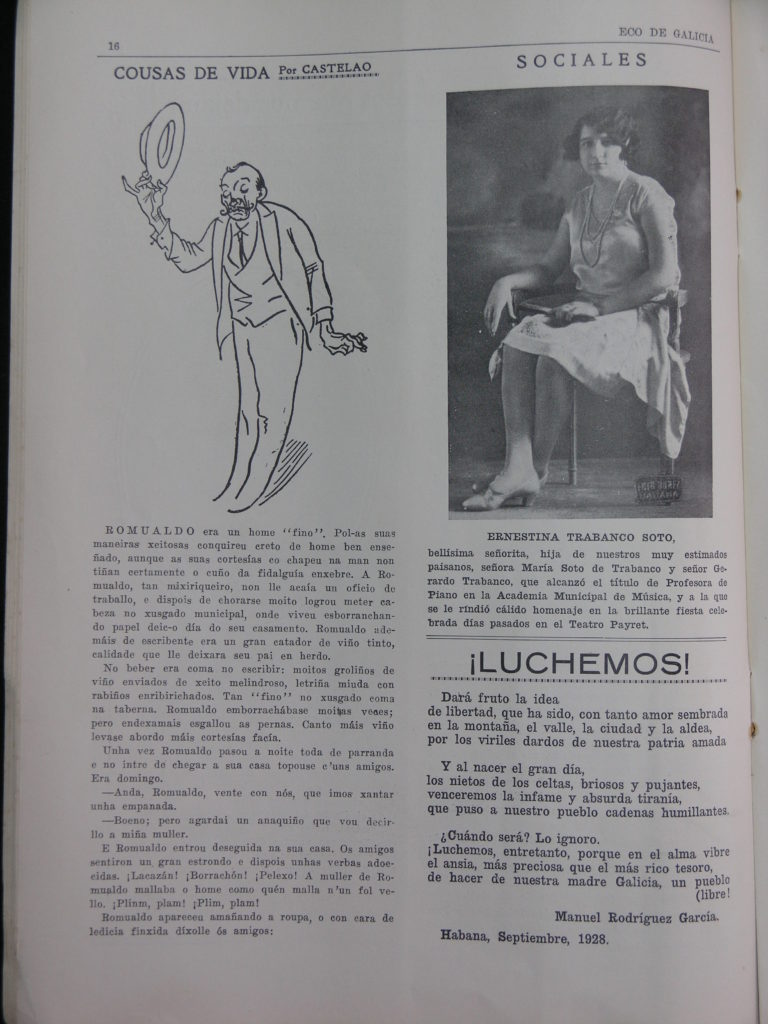 16
ECO DE GALICIA
COUSAS DE VIDA Por CASTELAO
ROMUALDO era un home "fino". Pol-as suas
maneiras xeitosas conquireu creto de home ben ense-
ñado, aunque as suas cortesías co chapeu na man non
tiñan certamente o cuño da fidalguía enxebre. A Ro-
mualdo, tan mixiriqueiro, non lle acaía un oficio de
traballo, e dispois de chorarse moito logrou meter ca-
beza no xusgado municipal, onde viveu esborranchan-
do papel deic-o día do seu casamento. Romualdo ade-
máis de escribente era un gran catador de viño tinto,
calidade que lle deixara seu pai en herdo.
No beber era coma no escribir: moitos groliños de
viño enviados de xeito melindroso, letriña miuda con
rabiños enribirichados. Tan "fino" no xusgado coma
na taberna. Romualdo emborrachábase moitas veces;
pero endexamais esgallou as pernas. Canto máis viño
levase abordo máis cortesías facía.
Unha vez Romualdo pasou a noite toda de parranda
e no intre de chegar a sua casa topouse c'uns amigos.
Era domingo.
—Anda, Romualdo, vente con nós, que imos xantar
unha empanada.
—Boeno; pero agardai un anaquiño que vou decir-
llo a miña muller.
E Romualdo entrou deseguida na sua casa. Os amigos
sentiron un gran estrondo e dispois unhas verbas adoe-
cidas. ¡Lacazán! ¡Borrachón! ¡Pelexo! A muller de Ro-
mualdo mallaba o home como quén malla n'un fol ve-
llo. ¡Plinm, plam! ¡Plim, plam!
Romualdo apareceu amañando a roupa, o con cara de
ledicia finxida díxolle ós amigos:
SOCIALES
ERNESTINA TRABANCO SOTO,
bellísima señorita, hija de nuestros muy estimados
paisanos, señora María Soto de Trabanco y señor Ge-
rardo Trabanco, que alcanzó el título de Profesora de
Piano en la Academia Municipal de Música, y a la que
se le rindió cálido homenaje en la brillante fiesta cele-
brada días pasados en el Teatro Payret.
¡LUCHEMOS!
Dará fruto la idea
de libertad, que ha sido, con tanto amor sembrada
en la montaña, el valle, la ciudad y la aldea,
por los viriles dardos de nuestra patria amada
Y al nacer el gran día,
los nietos de los celtas, briosos y pujantes,
venceremos la infame y absurda tiranía,
que puso a nuestro pueblo cadenas humillantes.
¿Cuándo será? Lo ignoro.
¡Luchemos, entretanto, porque en el alma vibre
el ansia, más preciosa que el más rico tesoro,
de hacer de nuestra madre Galicia, un pueblo
(libre!
Manuel Rodríguez García.
Habana, Septiembre, 1928.